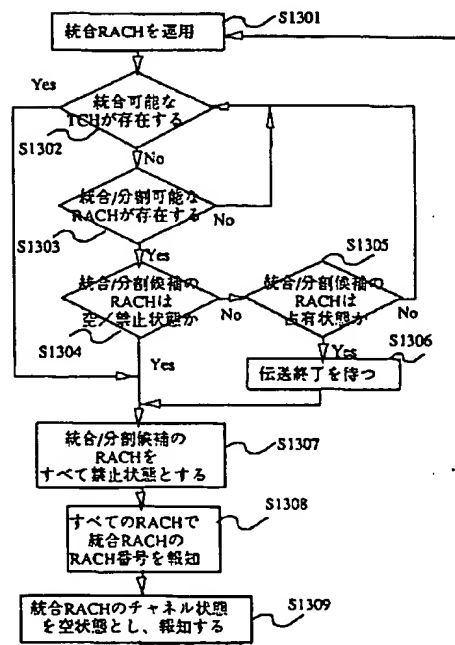 統合RACHを運用
S1301
Yes
統合可能な
TCHが存在する
S1302
No
統合/分割可能な
RACHが存在する
No
S1303
Yes
S1305
統合/分割候補の
RACHは
空/禁止状態か
No
統合/分割候補の
RACHは
占有状態か
No
S1304
Yes
Yes
S1306
伝送終了を待つ
統合/分割候補の
RACHを
すべて禁止状態とする
S1307
すべてのRACHで
統合RACHの
RACH番号を報知
S1308
統合RACHのチャネル状態
を空状態とし、報知する
S1309